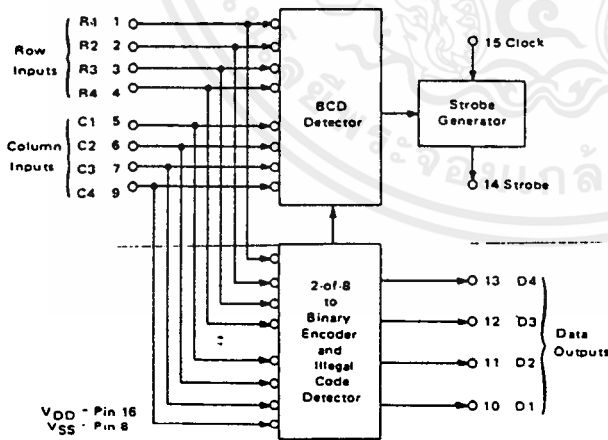 Row
Inputs
R1 1
R2 2
R3 3
R4 4
Column
Inputs
C1 5
C2 6
C3 7
C4 9
BCD
Detector
15 Clock
Strobe
Generator
14 Strobe
2-of-8
to
Binary
Encoder
and
Illegal
Code
Detector
13 D4
12 D3
11 D2
10 D1
Data
Outputs
VDD - Pin 16
VSS - Pin 8